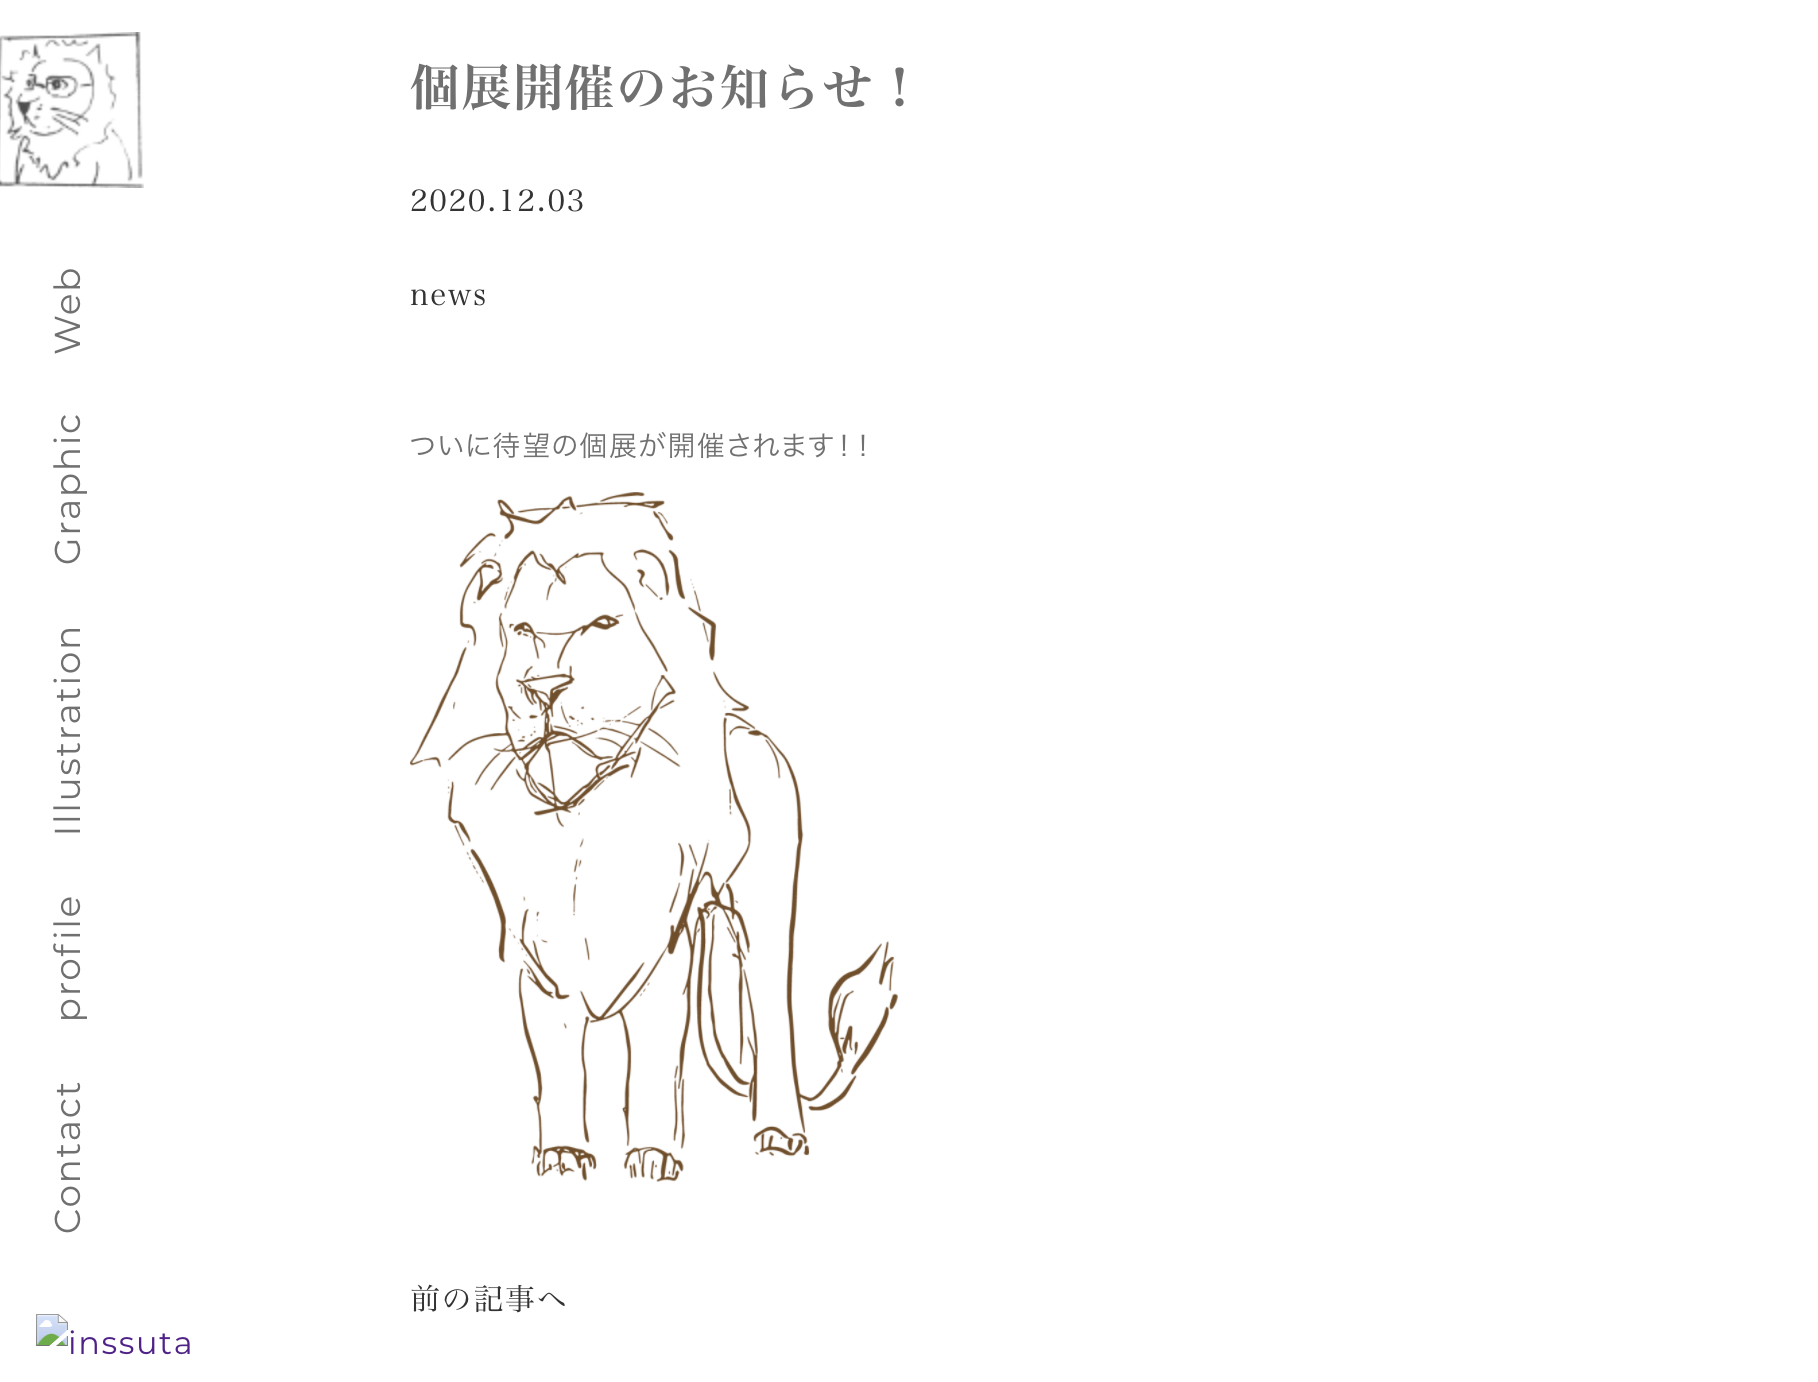 個展開催のお知らせ！
2020.12.03
news
ついに待望の個展が開催されます！！
前の記事へ
Web
Graphic
Illustration
profile
Contact
inssuta